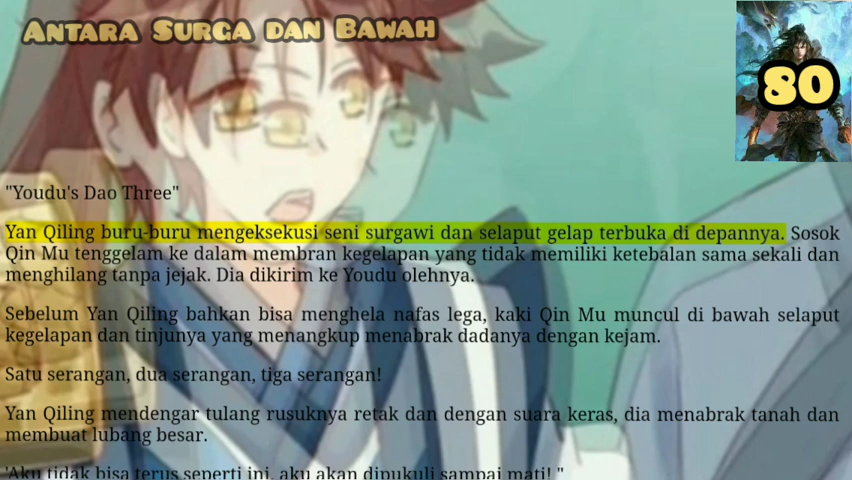 Antara Surga dan Bawah
80
"Youdu's Dao Three"
Yan Qiling buru-buru mengeksekusi seni surgawi dan selaput gelap terbuka di depannya. Sosok
Qin Mu tenggelam ke dalam membran kegelapan yang tidak memiliki ketebalan sama sekali dan
menghilang tanpa jejak. Dia dikirim ke Youdu olehnya.
Sebelum Yan Qiling bahkan bisa menghela nafas lega, kaki Qin Mu muncul di bawah selaput
kegelapan dan tinjunya yang menangkup menabrak dadanya dengan kejam.
Satu serangan, dua serangan, tiga serangan!
Yan Qiling mendengar tulang rusuknya retak dan dengan suara keras, dia menabrak tanah dan
membuat lubang besar.
'Aku tidak bisa terus seperti ini, aku akan dipukuli sampai mati! "